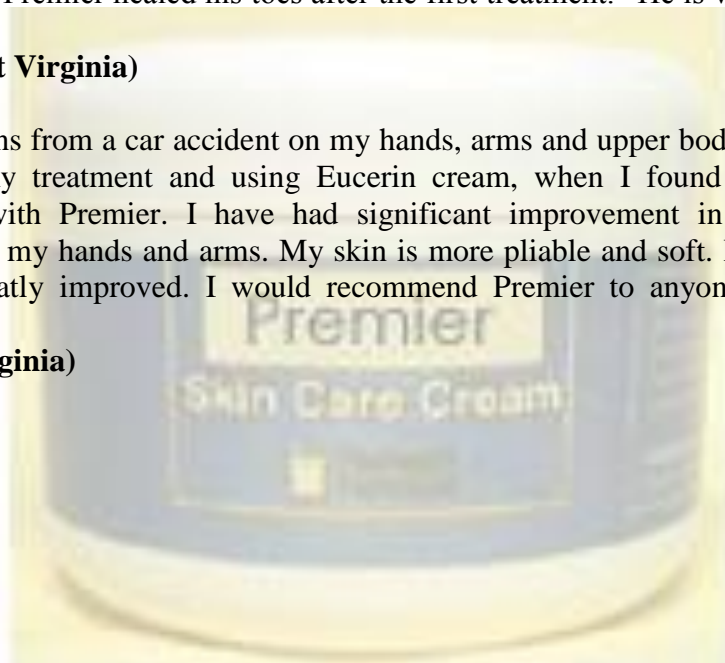 Premier healed his toes after the first treatment. He is
t Virginia)
ns from a car accident on my hands, arms and upper bod
y treatment and using Eucerin cream, when I found
with Premier. I have had significant improvement in
my hands and arms. My skin is more pliable and soft.
atly improved. I would recommend Premier to anyon
ginia)
Premier
Skin Care Cream